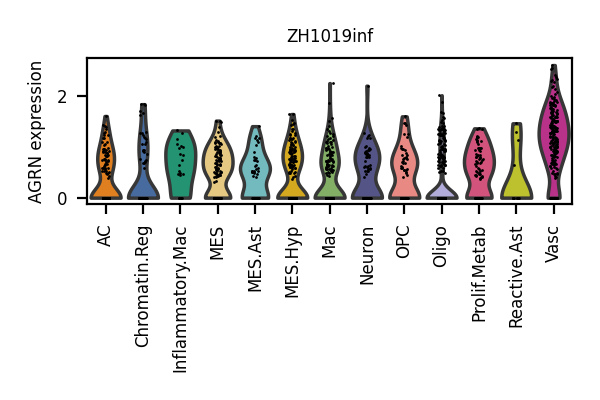 ZH1019inf
AGRN expression
2
0
AC
Chromatin.Reg
Inflammatory.Mac
MES
MES.Ast
MES.Hyp
Mac
Neuron
OPC
Oligo
Prolif.Metab
Reactive.Ast
Vasc